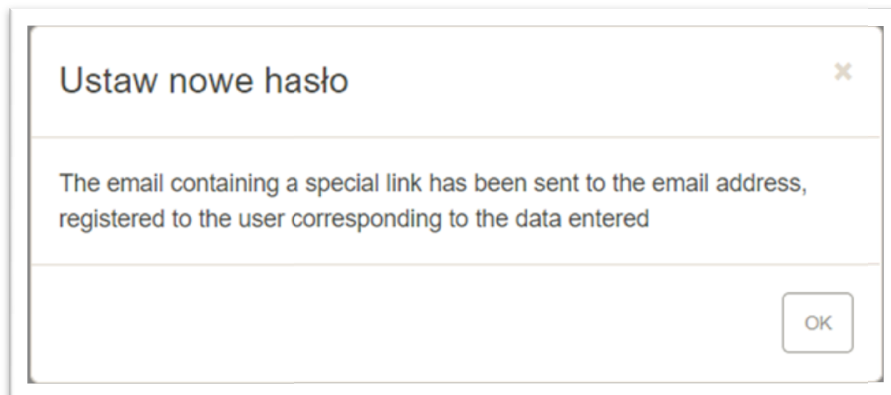 Ustaw nowe hasło
The email containing a special link has been sent to the email address,
registered to the user corresponding to the data entered
OK